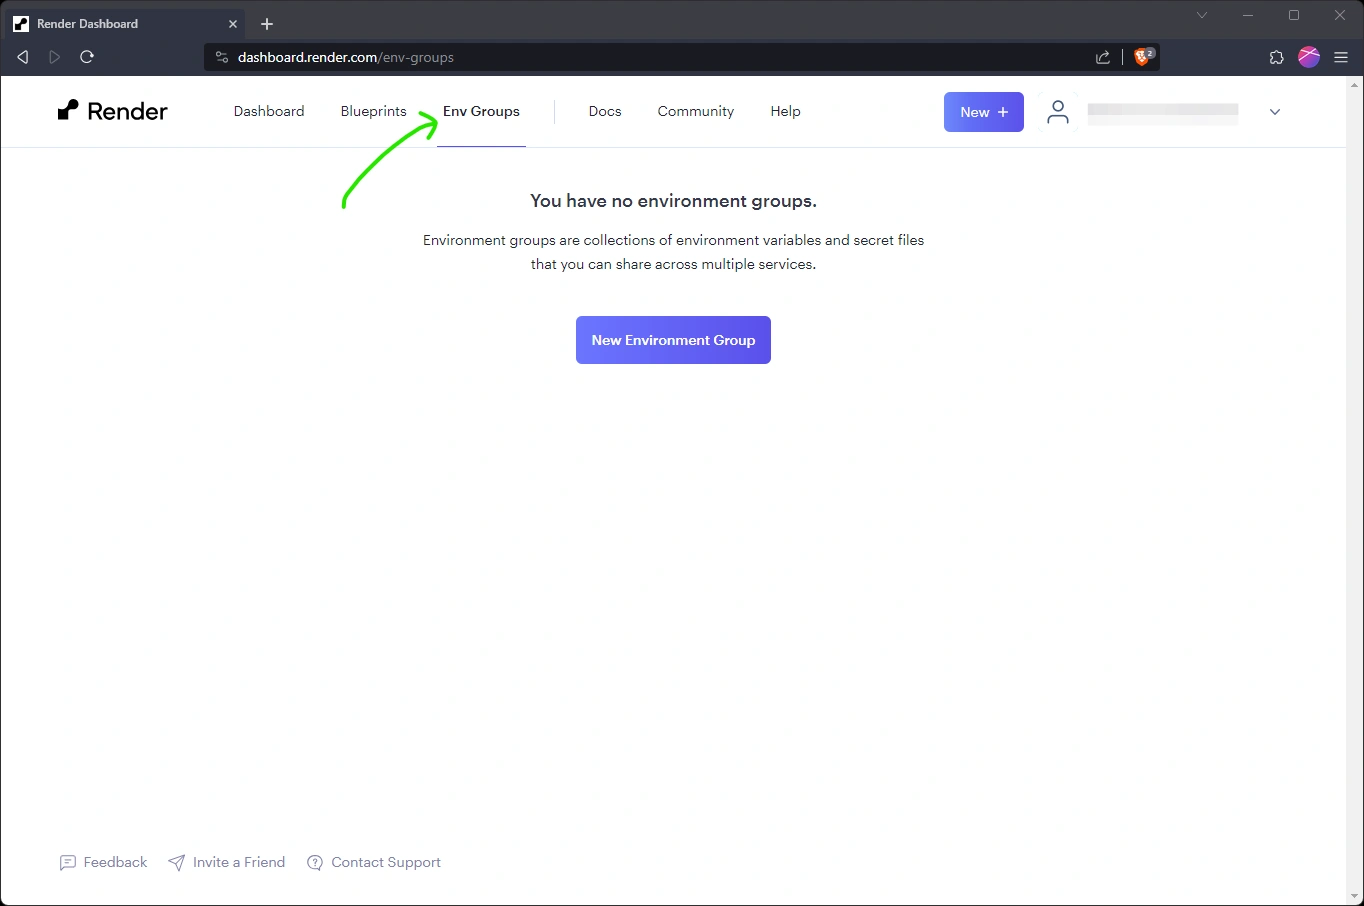 Render Dashboard
dashboard.render.com/env-groups
2
Render
Dashboard
Blueprints
Env Groups
Docs
Community
Help
New +
You have no environment groups.
Environment groups are collections of environment variables and secret files
that you can share across multiple services.
New Environment Group
Feedback
Invite a Friend
Contact Support